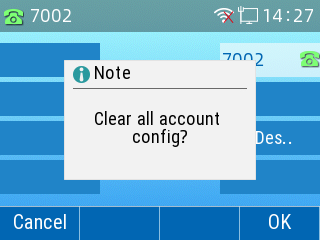 7002 14:27
7002
Note
Clear all account
config?
Des..
Cancel OK